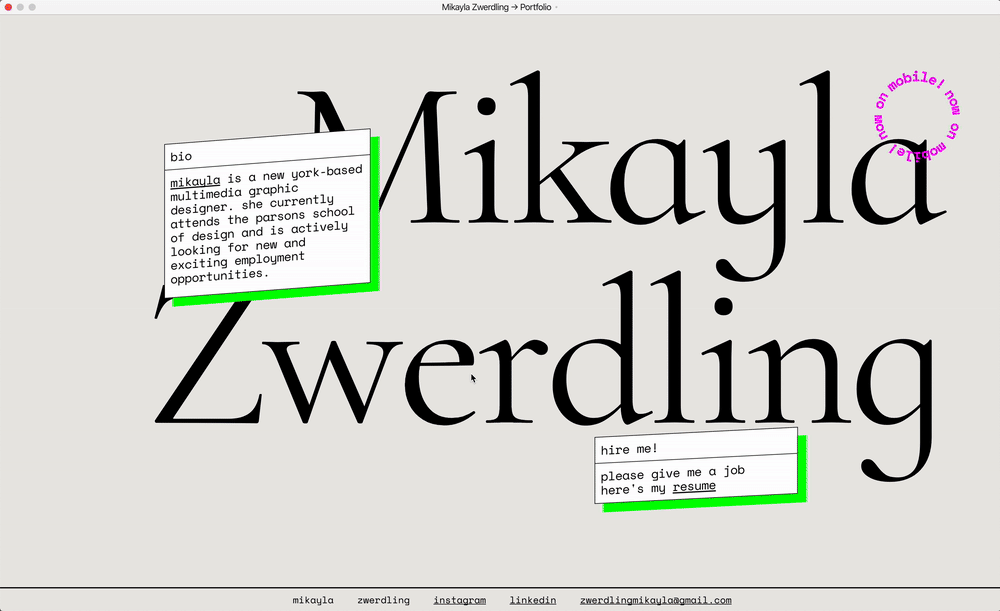 Mikayla Zwerdling → Portfolio
Mikayla
now on mobile! now on mobile!
bio
mikayla is a new york-based
multimedia graphic
designer. she currently
attends the parsons school
of design and is actively
looking for new and
exciting employment
opportunities.
Zwerdling
hire me!
please give me a job
here's my resume
mikayla zwerdling instagram linkedin zwerdlingmikayla@gmail.com